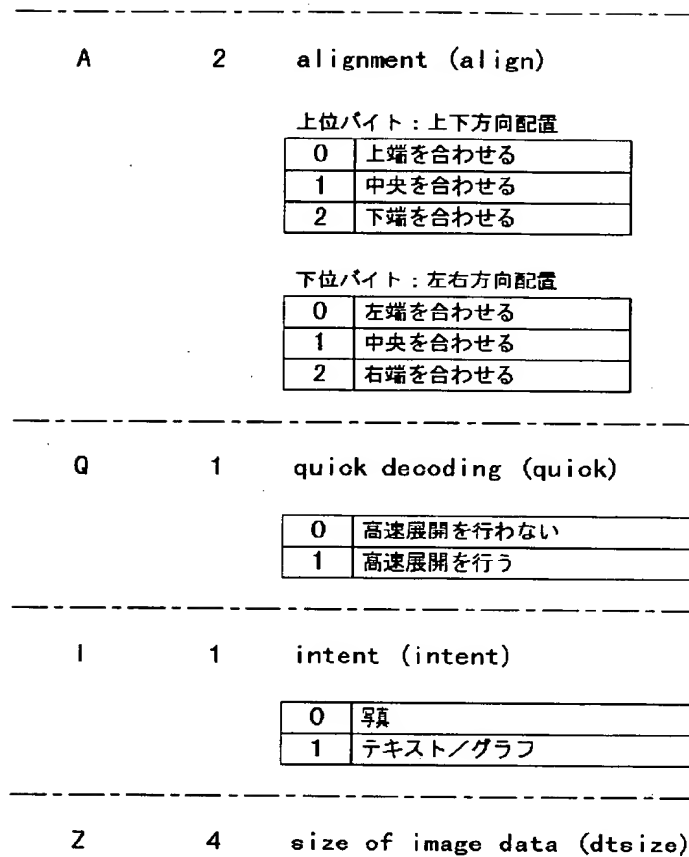 A 2 alignment (align)
上位バイト：上下方向配置
0 上端を合わせる
1 中央を合わせる
2 下端を合わせる
下位バイト：左右方向配置
0 左端を合わせる
1 中央を合わせる
2 右端を合わせる
Q 1 quick decoding (quick)
0 高速展開を行わない
1 高速展開を行う
I 1 intent (intent)
0 写真
1 テキスト／グラフ
Z 4 size of image data (dtsize)